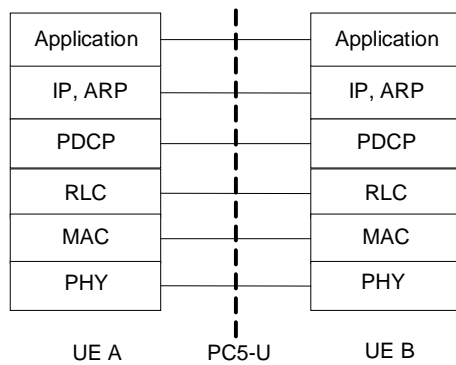 Application Application
IP, ARP IP, ARP
PDCP PDCP
RLC RLC
MAC MAC
PHY PHY
UE A PC5-U UE B